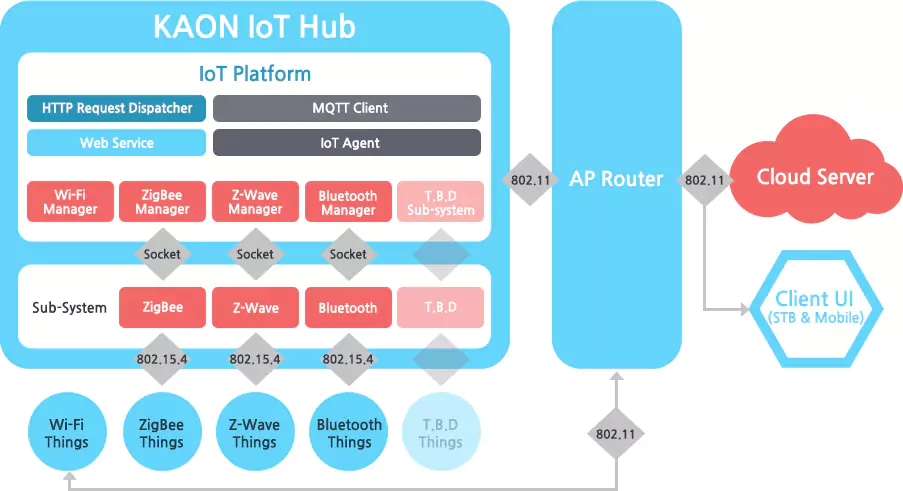 KAON IoT Hub
IoT Platform
HTTP Request Dispatcher
MQTT Client
Web Service
IoT Agent
Wi-Fi
Manager
ZigBee
Manager
Z-Wave
Manager
Bluetooth
Manager
T.B.D
Sub-system
Socket
Socket
Socket
Sub-System
ZigBee
Z-Wave
Bluetooth
T.B.D
802.15.4
802.15.4
802.15.4
Wi-Fi
Things
ZigBee
Things
Z-Wave
Things
Bluetooth
Things
T.B.D
Things
802.11
AP Router
802.11
Cloud Server
Client UI
(STB & Mobile)
802.11